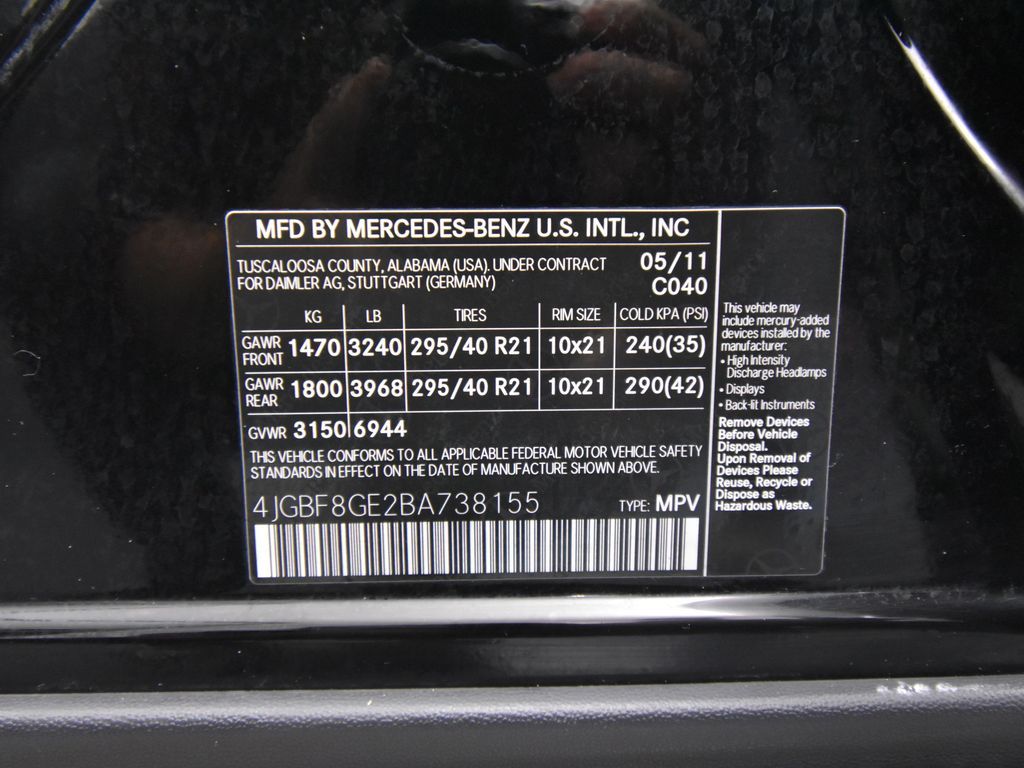 MFD BY MERCEDES-BENZ U.S. INTL., INC
TUSCALOOSA COUNTY, ALABAMA (USA). UNDER CONTRACT
FOR DAIMLER AG, STUTTGART (GERMANY)
05/11
C040
KG LB TIRES RIM SIZE COLD KPA (PSI)
GAWR
FRONT 1470 3240 295/40 R21 10x21 240(35)
GAWR
REAR 1800 3968 295/40 R21 10x21 290(42)
GVWR 3150 6944
THIS VEHICLE CONFORMS TO ALL APPLICABLE FEDERAL MOTOR VEHICLE SAFETY
STANDARDS IN EFFECT ON THE DATE OF MANUFACTURE SHOWN ABOVE.
4JGBF8GE2BA738155 TYPE: MPV
This vehicle may
include mercury-added
devices installed by the
manufacturer:
• High Intensity
Discharge Headlamps
• Displays
• Back-lit Instruments
Remove Devices
Before Vehicle
Disposal.
Upon Removal of
Devices Please
Reuse, Recycle or
Dispose as
Hazardous Waste.